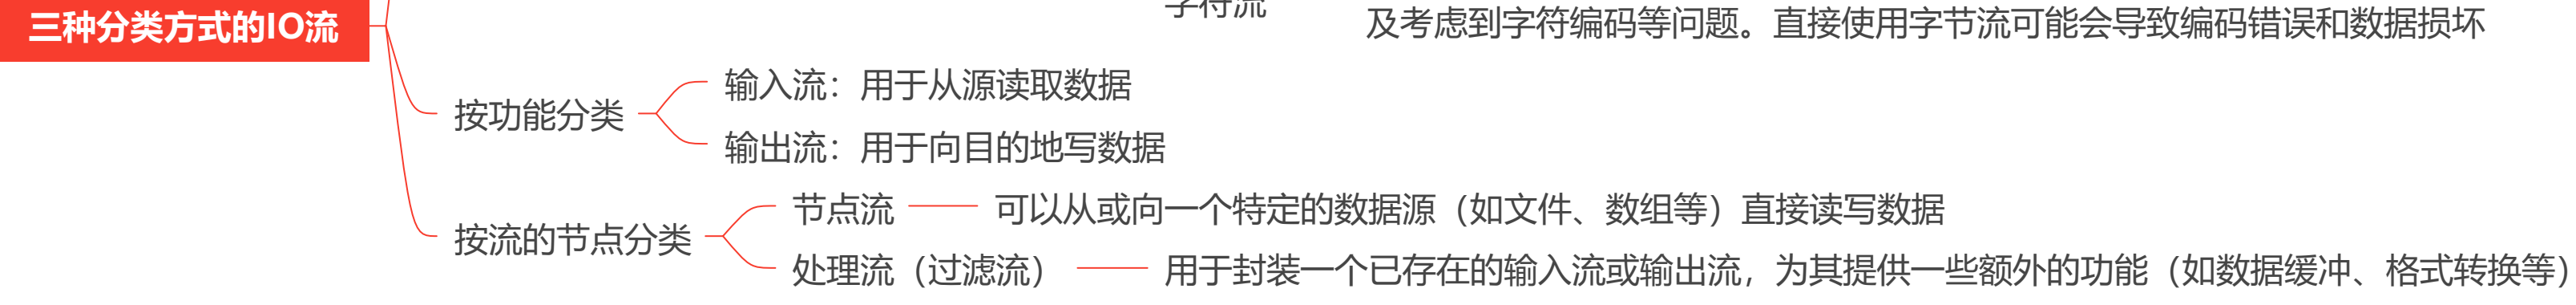 三种分类方式的IO流
字符流
及考虑到字符编码等问题。直接使用字节流可能会导致编码错误和数据损坏
按功能分类
输入流：用于从源读取数据
输出流：用于向目的地写数据
按流的节点分类
节点流
可以从或向一个特定的数据源（如文件、数组等）直接读写数据
处理流（过滤流）
用于封装一个已存在的输入流或输出流，为其提供一些额外的功能（如数据缓冲、格式转换等）